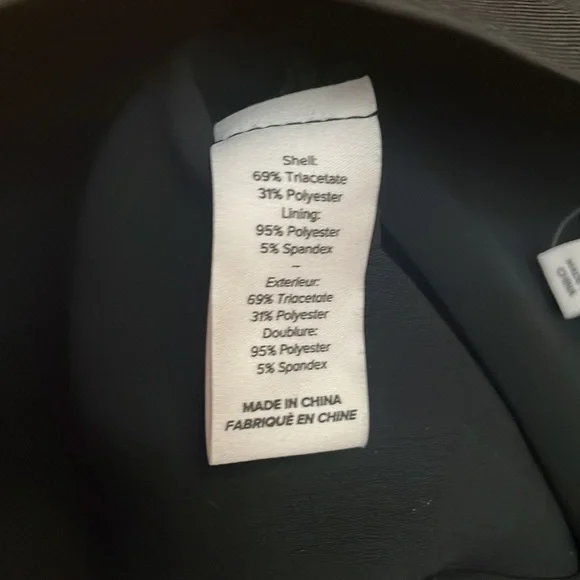 Shell:
69% Triacetate
31% Polyester
Lining:
95% Polyester
5% Spandex
–
Exterieur:
69% Triacetate
31% Polyester
Doublure:
95% Polyester
5% Spandex
MADE IN CHINA
FABRIQUÈ EN CHINE
CHINA